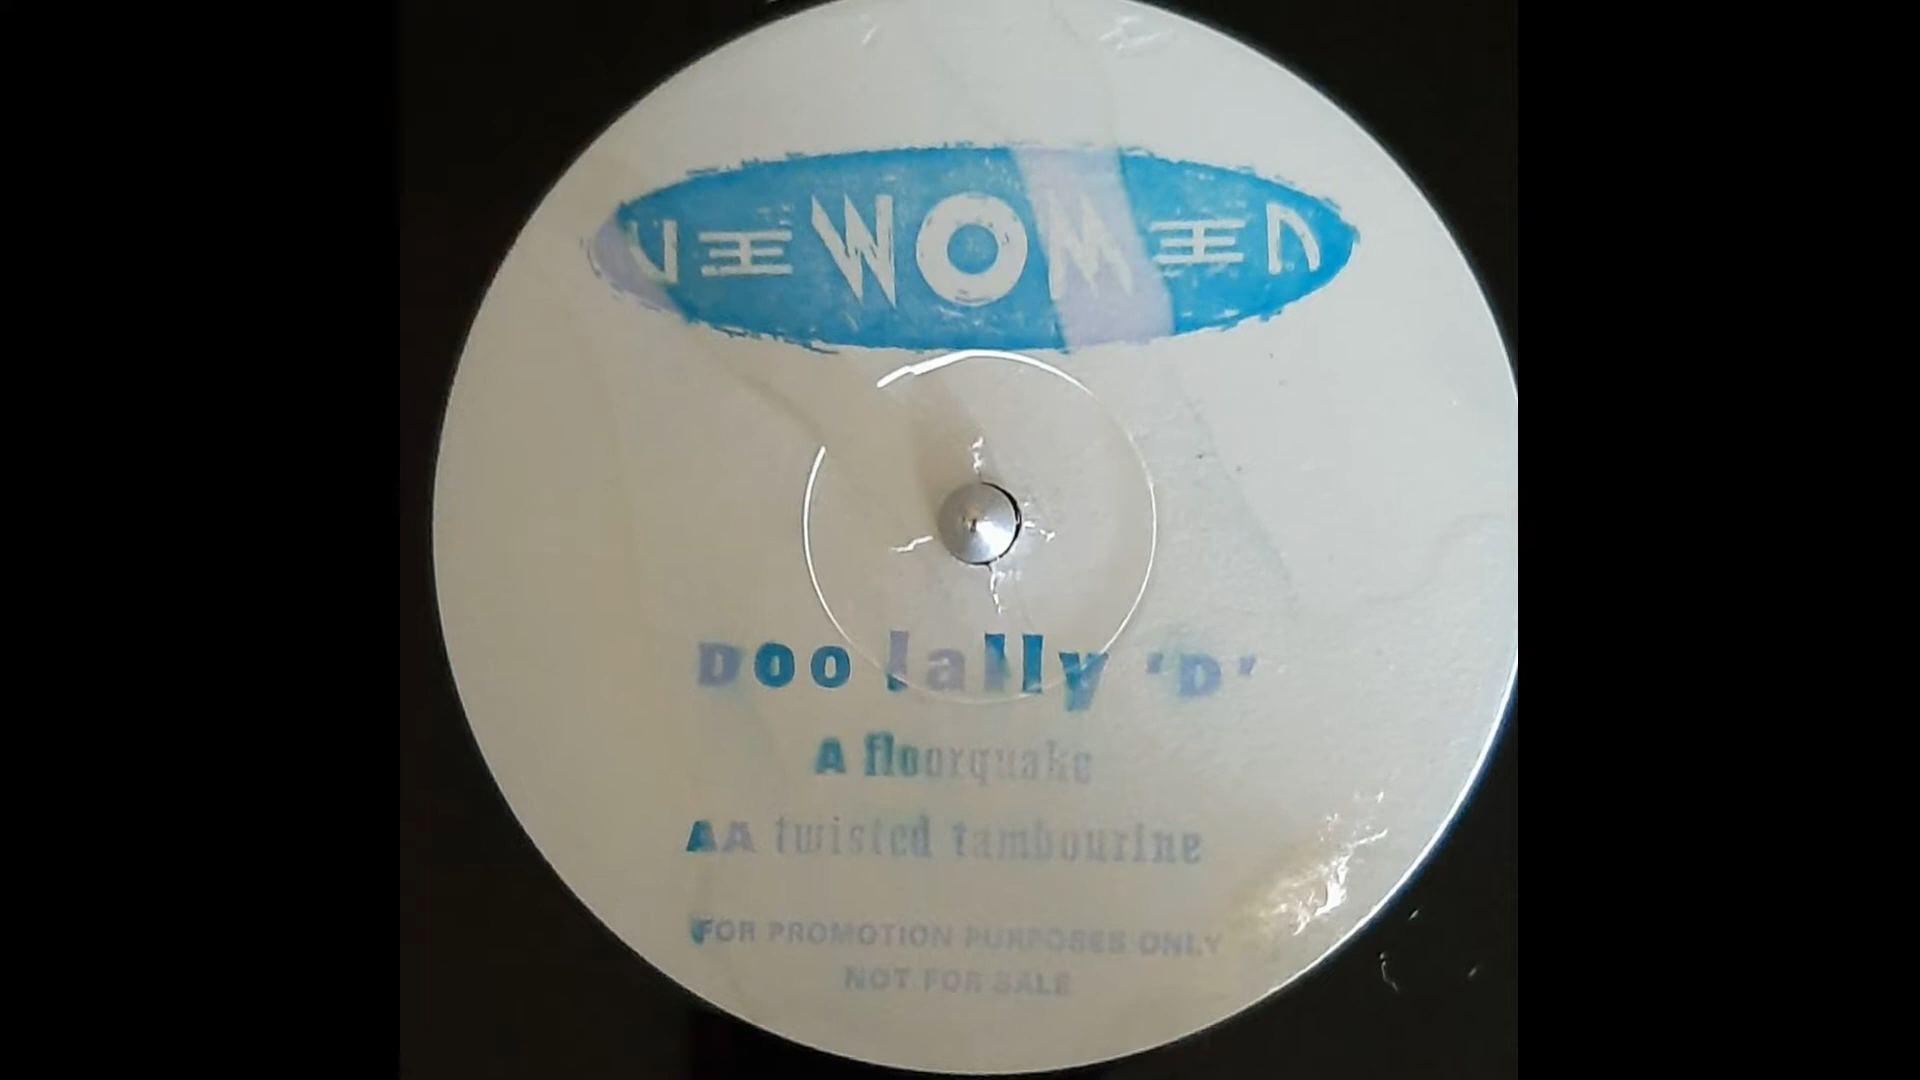 NEWOMEN
Doo lally 'D'
A floorquake
AA twisted tambourine
FOR PROMOTION PURPOSES ONLY
NOT FOR SALE